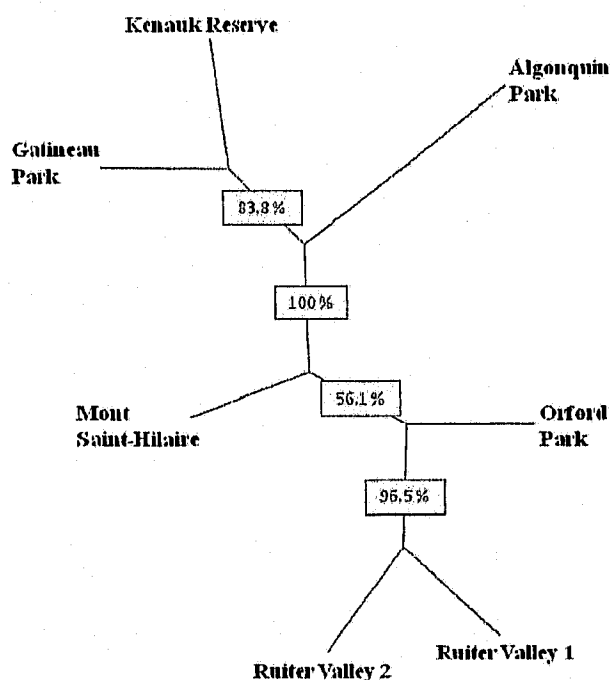 Kenauk Reserve
Algonquin
Park
Gatineau
Park
83.8%
100%
56.1%
Mont
Saint-Hilaire
Orford
Park
96.5%
Ruiter Valley 1
Ruiter Valley 2